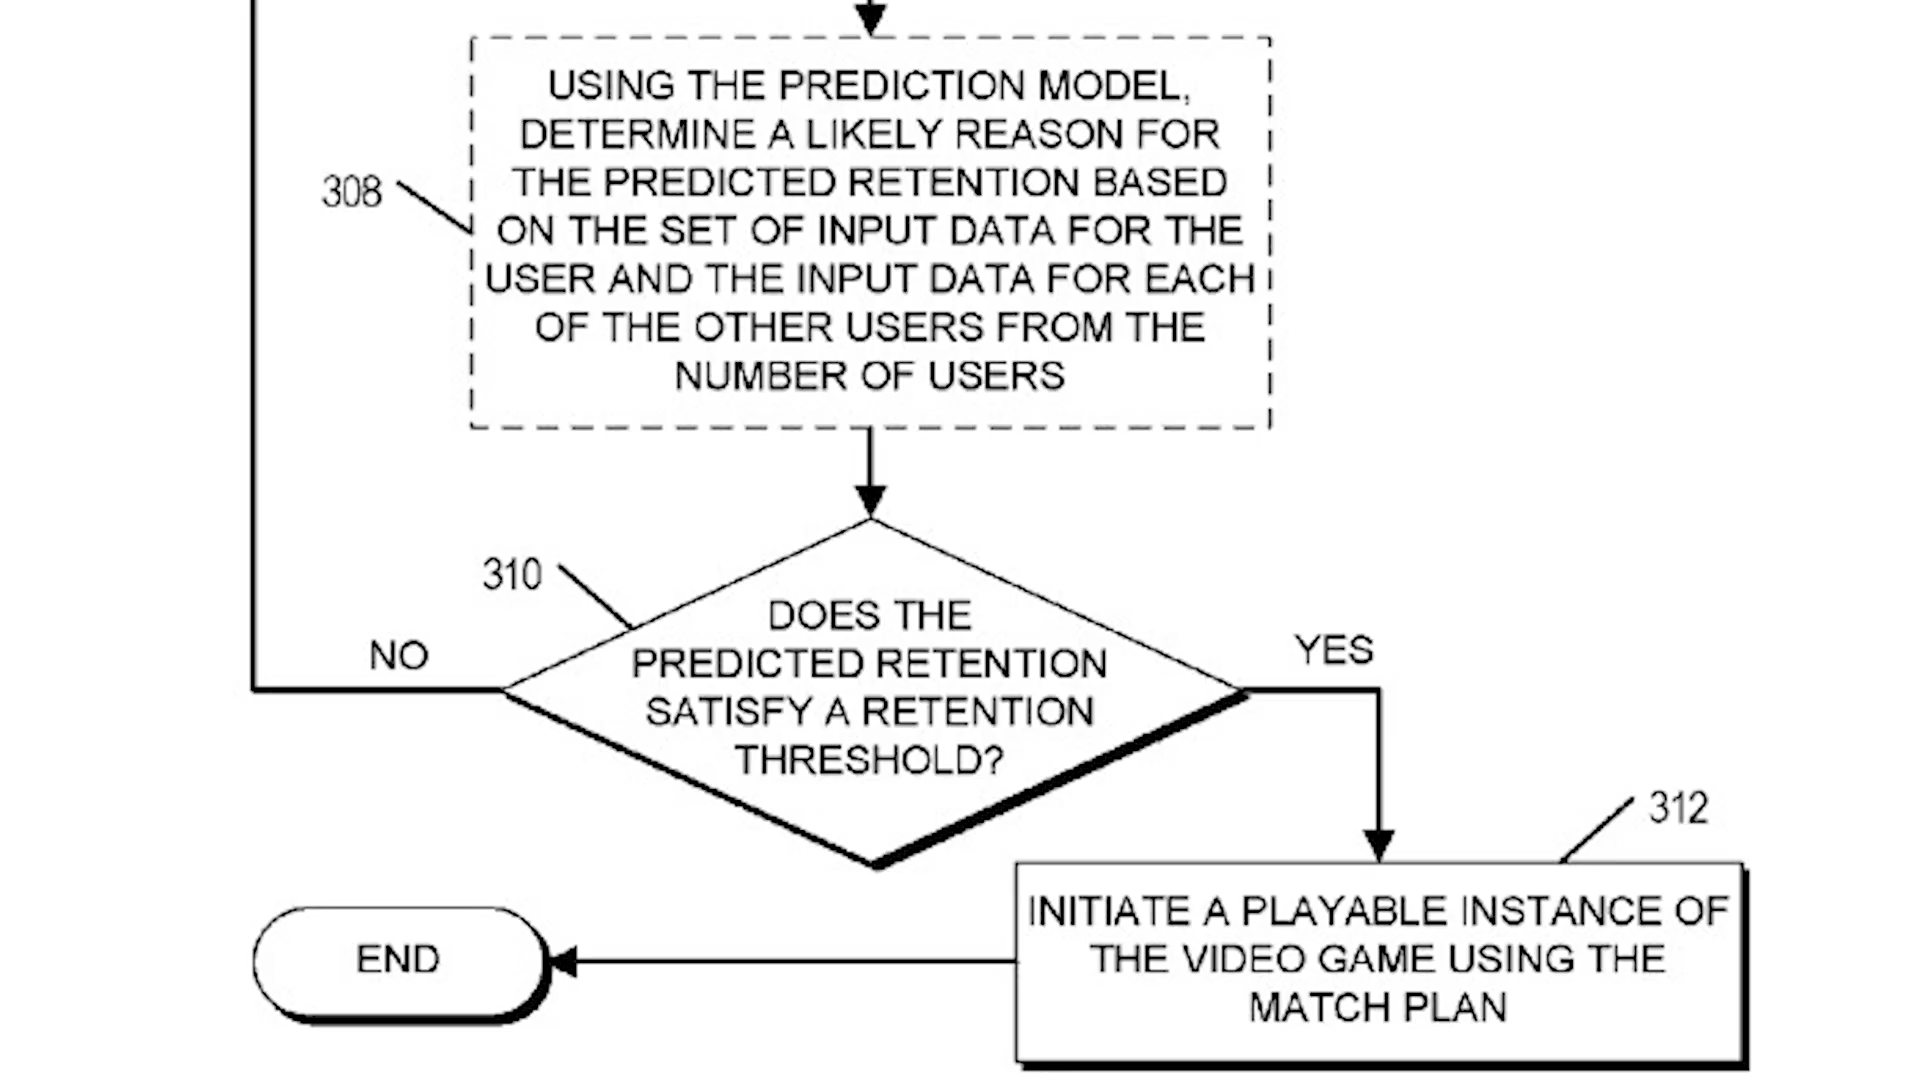 USING THE PREDICTION MODEL,
DETERMINE A LIKELY REASON FOR
THE PREDICTED RETENTION BASED
ON THE SET OF INPUT DATA FOR THE
USER AND THE INPUT DATA FOR EACH
OF THE OTHER USERS FROM THE
NUMBER OF USERS
308
310
DOES THE
PREDICTED RETENTION
SATISFY A RETENTION
THRESHOLD?
NO
YES
312
INITIATE A PLAYABLE INSTANCE OF
THE VIDEO GAME USING THE
MATCH PLAN
END